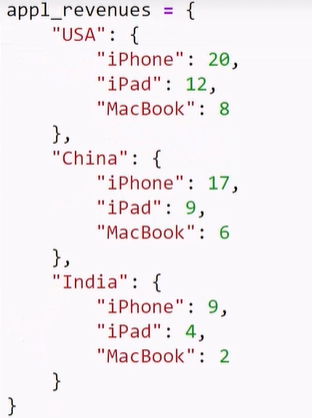 appl_revenues = {
    "USA": {
        "iPhone": 20,
        "iPad": 12,
        "MacBook": 8
    },
    "China": {
        "iPhone": 17,
        "iPad": 9,
        "MacBook": 6
    },
    "India": {
        "iPhone": 9,
        "iPad": 4,
        "MacBook": 2
    }
}